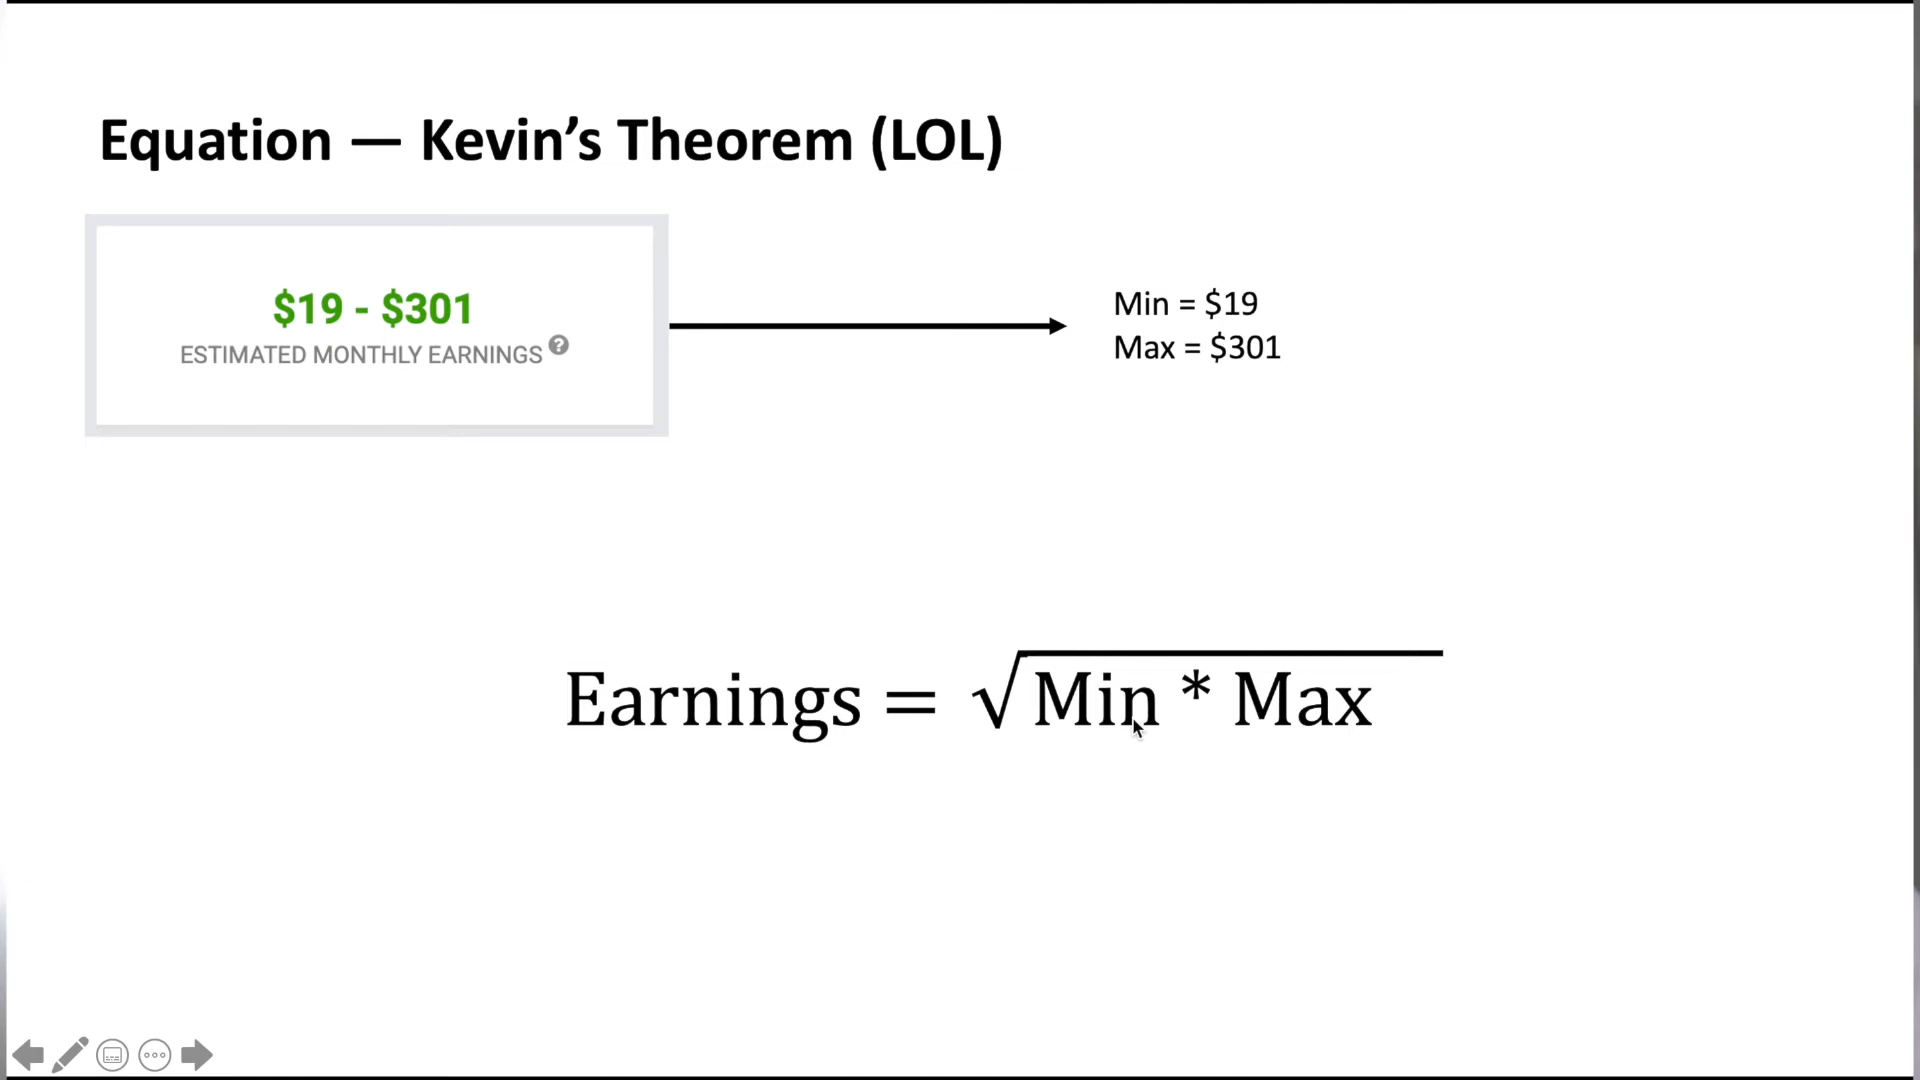 Equation — Kevin’s Theorem (LOL)
$19 - $301
ESTIMATED MONTHLY EARNINGS ?
Min = $19
Max = $301
Earnings = √Min * Max